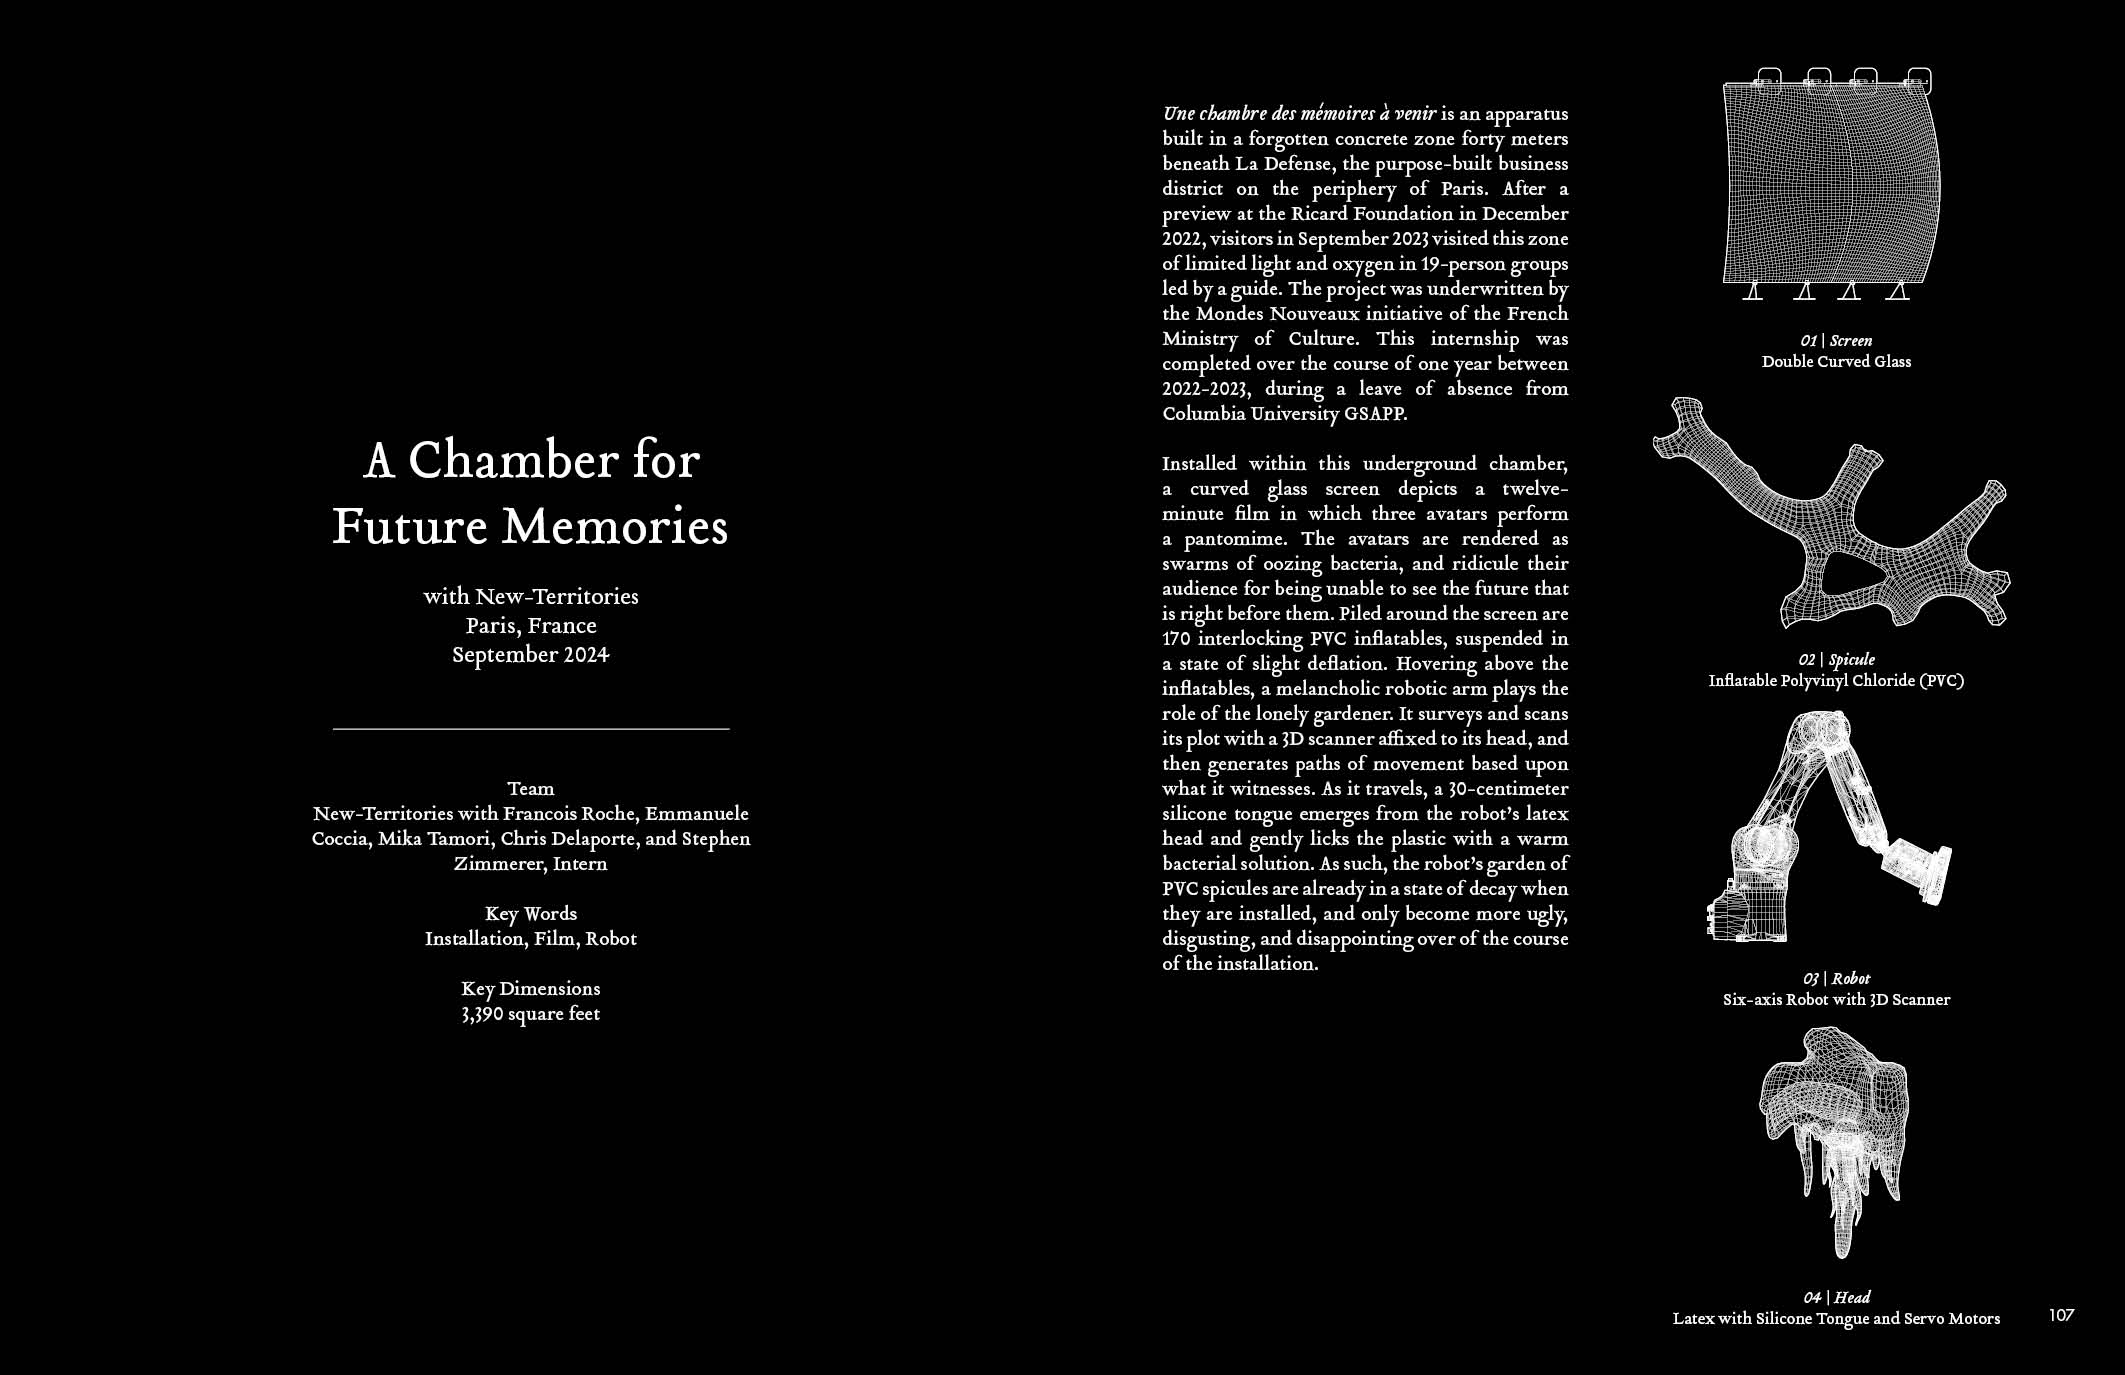 A Chamber for
Future Memories
with New-Territories
Paris, France
September 2024
Team
New-Territories with Francois Roche, Emmanuele
Coccia, Mika Tamori, Chris Delaporte, and Stephen
Zimmerer, Intern
Key Words
Installation, Film, Robot
Key Dimensions
3,390 square feet
Une chambre des mémoires à venir is an apparatus
built in a forgotten concrete zone forty meters
beneath La Defense, the purpose-built business
district on the periphery of Paris. After a
preview at the Ricard Foundation in December
2022, visitors in September 2023 visited this zone
of limited light and oxygen in 19-person groups
led by a guide. The project was underwritten by
the Mondes Nouveaux initiative of the French
Ministry of Culture. This internship was
completed over the course of one year between
2022-2023, during a leave of absence from
Columbia University GSAPP.
Installed within this underground chamber,
a curved glass screen depicts a twelve-
minute film in which three avatars perform
a pantomime. The avatars are rendered as
swarms of oozing bacteria, and ridicule their
audience for being unable to see the future that
is right before them. Piled around the screen are
170 interlocking PVC inflatables, suspended in
a state of slight deflation. Hovering above the
inflatables, a melancholic robotic arm plays the
role of the lonely gardener. It surveys and scans
its plot with a 3D scanner affixed to its head, and
then generates paths of movement based upon
what it witnesses. As it travels, a 30-centimeter
silicone tongue emerges from the robot's latex
head and gently licks the plastic with a warm
bacterial solution. As such, the robot's garden of
PVC spicules are already in a state of decay when
they are installed, and only become more ugly,
disgusting, and disappointing over of the course
of the installation.
01 | Screen
Double Curved Glass
02 | Spicule
Inflatable Polyvinyl Chloride (PVC)
03 | Robot
Six-axis Robot with 3D Scanner
04 | Head
Latex with Silicone Tongue and Servo Motors
107